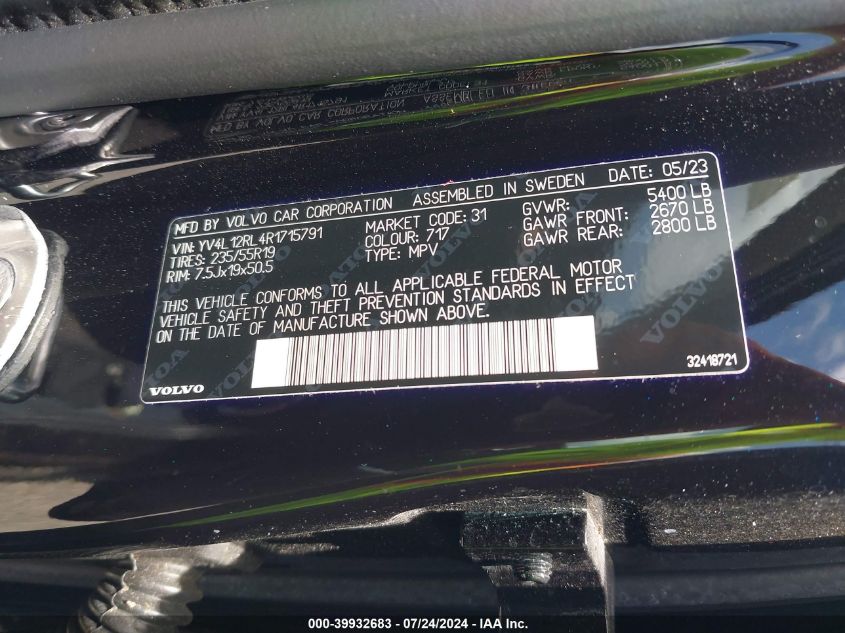 MFD BY VOLVO CAR CORPORATION ASSEMBLED IN SWEDEN DATE: 05/23
VIN: YV4L12RL4R1715791 MARKET CODE: 31 GVWR: 5400 LB
TIRES: 235/55R19 COLOUR: 717 GAWR FRONT: 2670 LB
RIM: 7.5Jx19x50.5 TYPE: MPV GAWR REAR: 2800 LB
THIS VEHICLE CONFORMS TO ALL APPLICABLE FEDERAL MOTOR
VEHICLE SAFETY AND THEFT PREVENTION STANDARDS IN EFFECT
ON THE DATE OF MANUFACTURE SHOWN ABOVE.
VOLVO 32418721
000-39932683 / 07/24/2024 - © IAA, Inc.